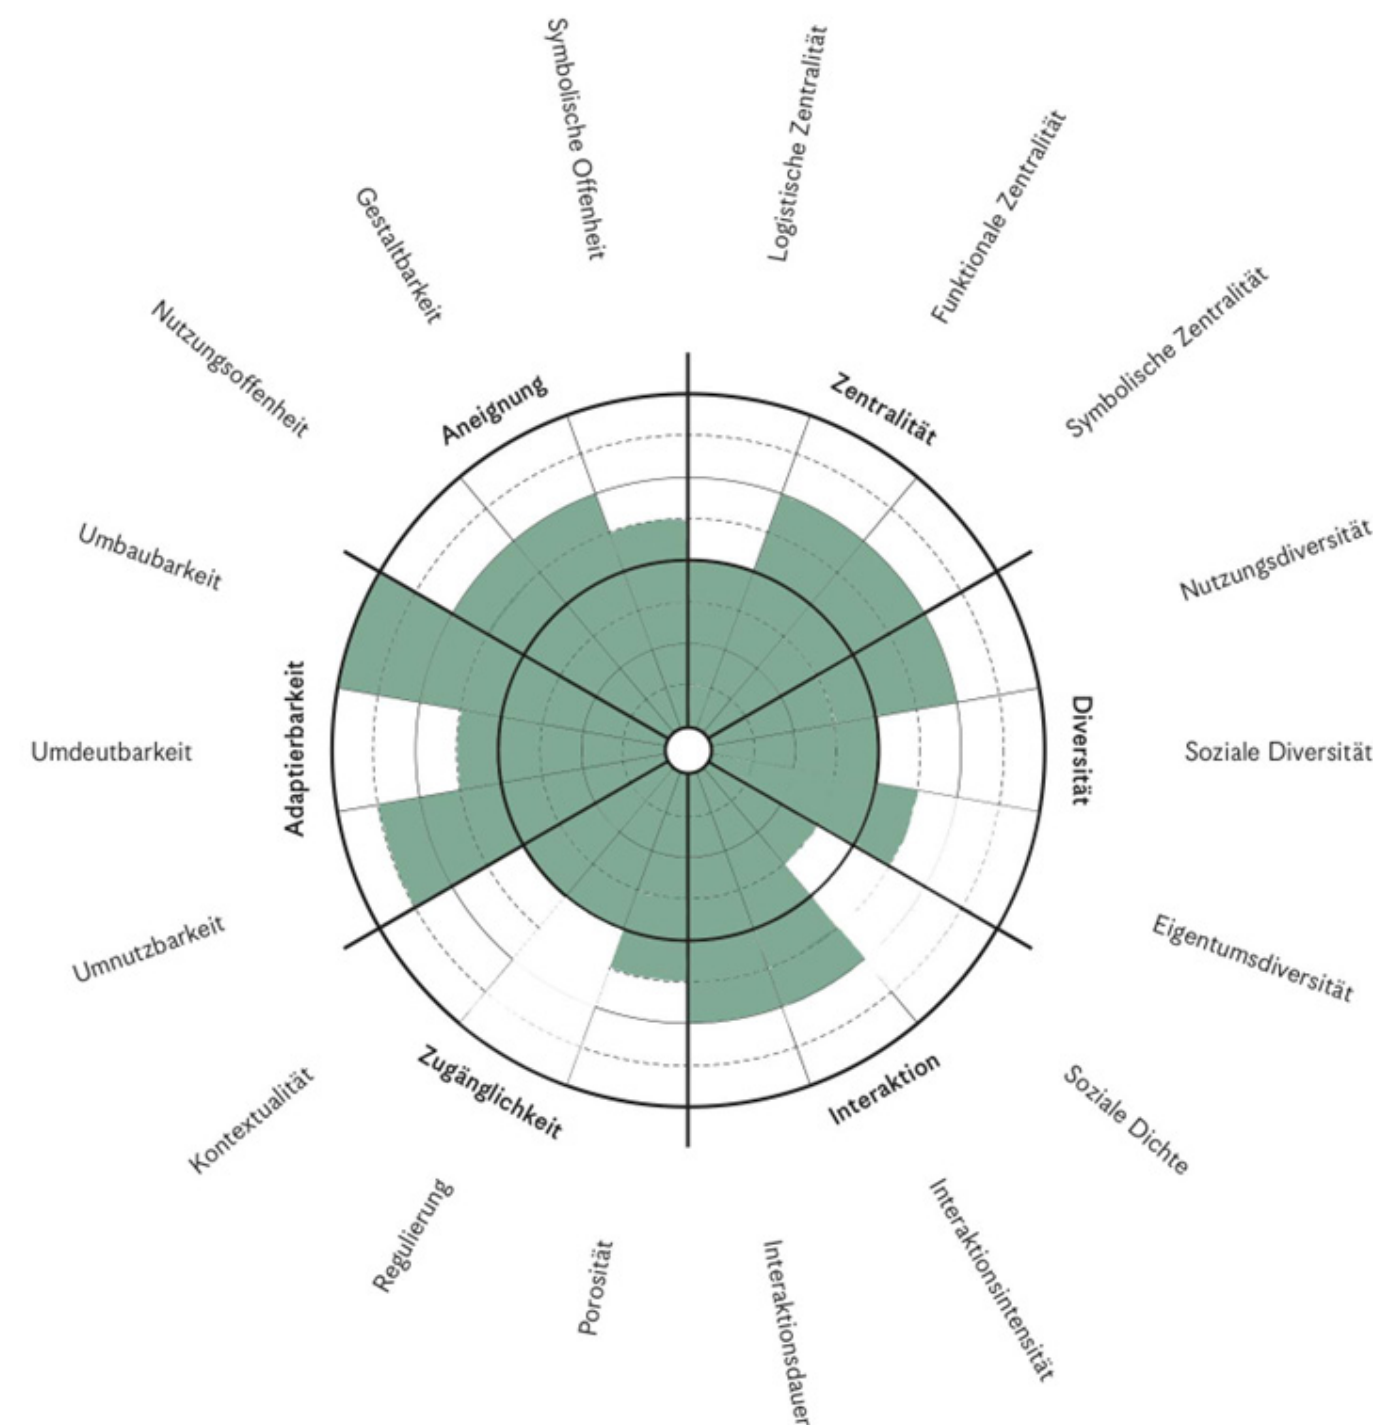 Symbolische Offenheit
Logistische Zentralität
Funktionale Zentralität
Gestaltbarkeit
Symbolische Zentralität
Nutzungsoffenheit
Aneignung
Zentralität
Umbaubarkeit
Nutzungsdiversität
Adaptierbarkeit
Diversität
Umdeutbarkeit
Soziale Diversität
Umnutzbarkeit
Eigentumsdiversität
Zugänglichkeit
Interaktion
Kontextualität
Soziale Dichte
Regulierung
Interaktionsintensität
Porosität
Interaktionsdauer